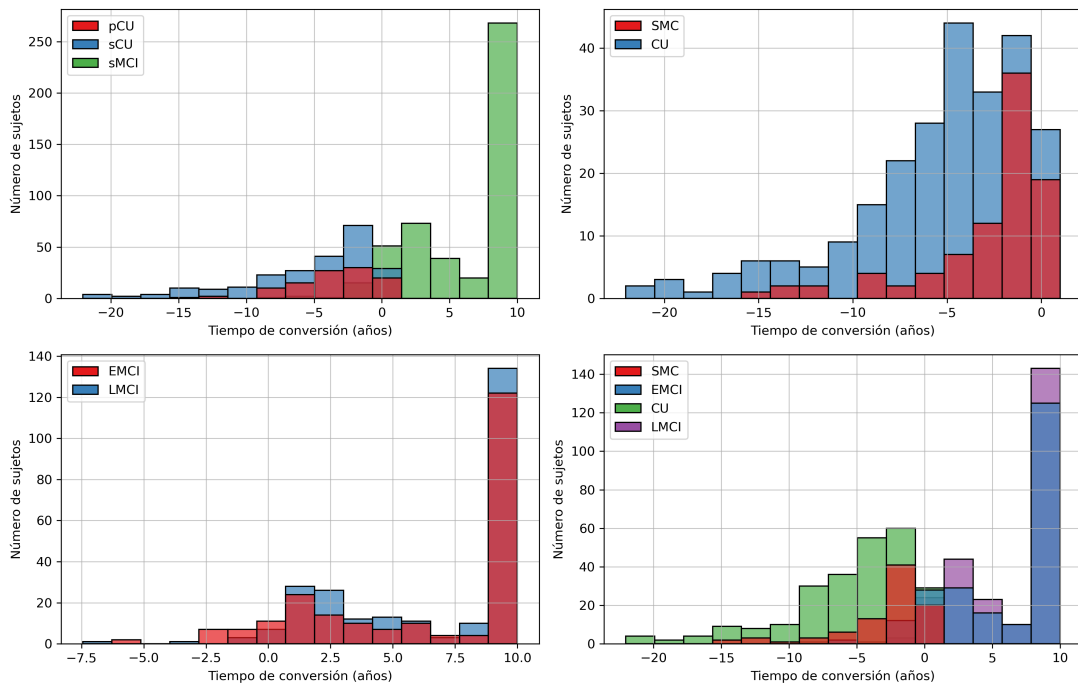 pCU
sCU
sMCI
Número de sujetos
250
200
150
100
50
0
−20 −15 −10 −5 0 5 10
Tiempo de conversión (años)
SMC
CU
Número de sujetos
40
30
20
10
0
−20 −15 −10 −5 0
Tiempo de conversión (años)
EMCI
LMCI
Número de sujetos
140
120
100
80
60
40
20
0
−7.5 −5.0 −2.5 0.0 2.5 5.0 7.5 10.0
Tiempo de conversión (años)
SMC
EMCI
CU
LMCI
Número de sujetos
140
120
100
80
60
40
20
0
−20 −15 −10 −5 0 5 10
Tiempo de conversión (años)